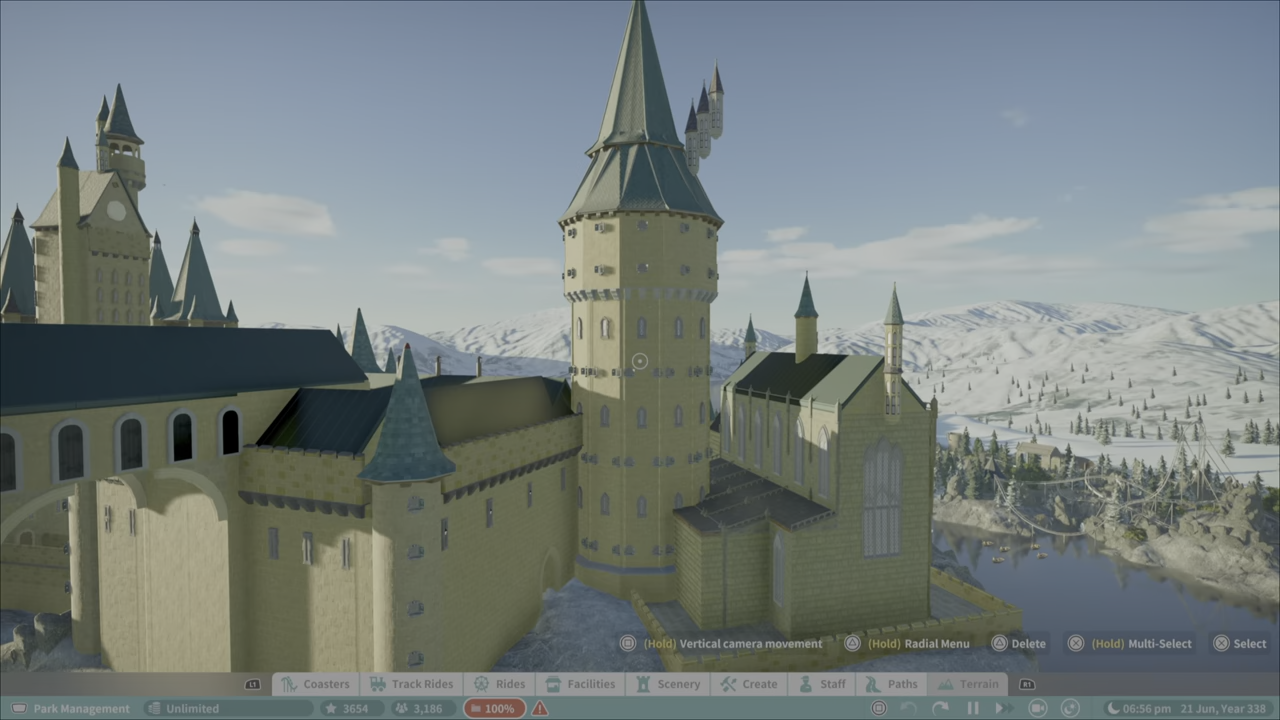 (Hold) Vertical camera movement (Hold) Radial Menu Delete (Hold) Multi-Select Select
L1 Coasters Track Rides Rides Facilities Scenery Create Staff Paths Terrain R1
Park Management Unlimited 3654 3,186 100% 06:56 pm 21 Jun, Year 338